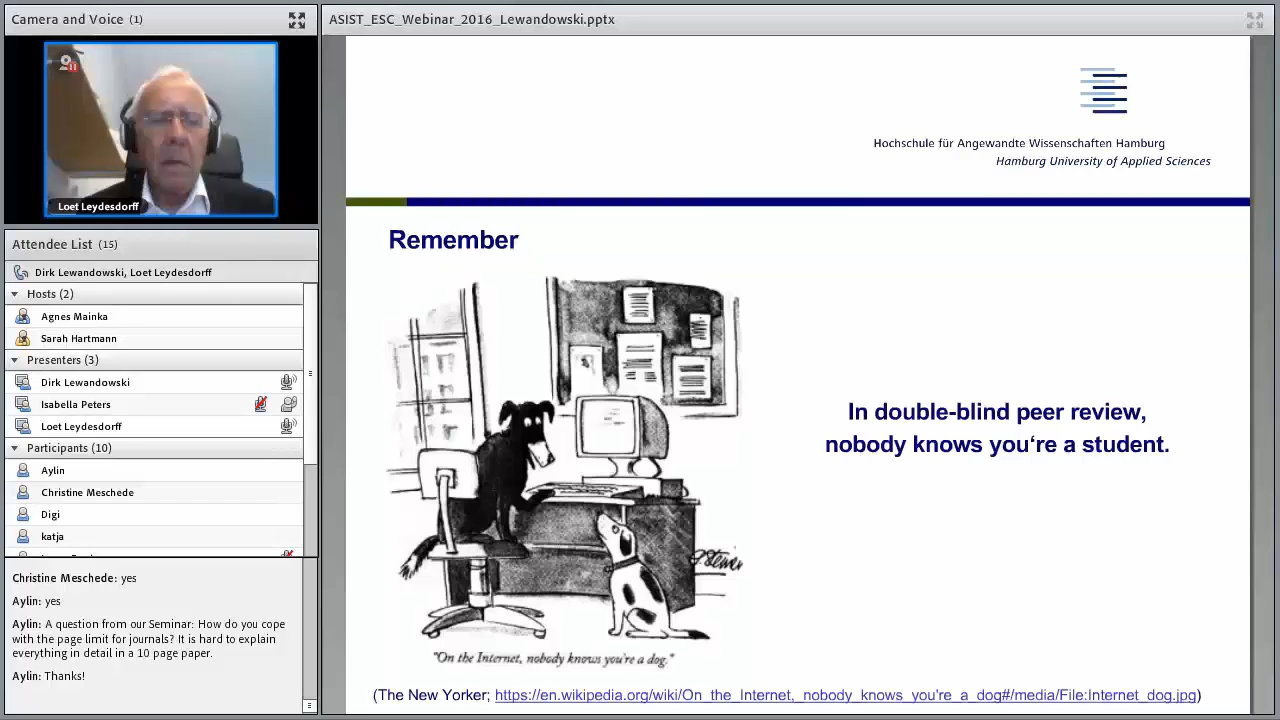 Camera and Voice (1)
Loet Leydesdorff
Attendee List (15)
Dirk Lewandowski, Loet Leydesdorff
Hosts (2)
Agnes Mainka
Sarah Hartmann
Presenters (3)
Dirk Lewandowski
Isabella Peters
Loet Leydesdorff
Participants (10)
Aylin
Christine Meschede
Digi
katja
Christine Meschede: yes
Aylin: yes
Aylin: A question from our Seminar: How do you cope
with the page limit for journals? It is hard to explain
everything in detail in a 10 page paper.
Aylin: Thanks!
ASIST_ESC_Webinar_2016_Lewandowski.pptx
Hochschule für Angewandte Wissenschaften Hamburg
Hamburg University of Applied Sciences
Remember
In double-blind peer review,
nobody knows you‘re a student.
"On the Internet, nobody knows you're a dog."
(The New Yorker; https://en.wikipedia.org/wiki/On_the_Internet,_nobody_knows_you're_a_dog#/media/File:Internet_dog.jpg)